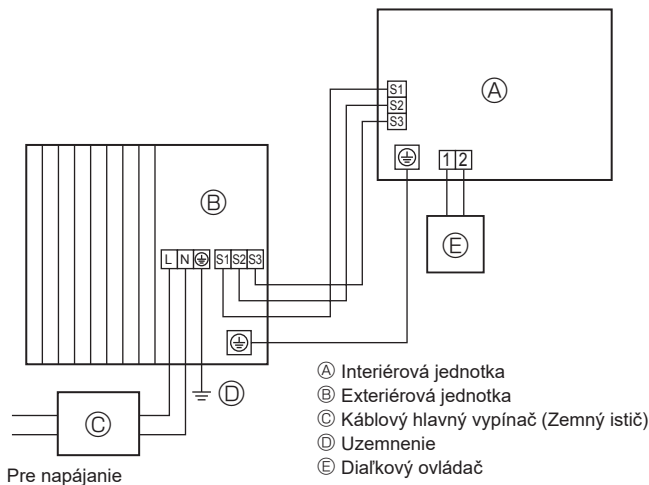 S1
S2
S3
Ⓐ
1 2
Ⓑ
L N S1 S2 S3
Ⓔ
Ⓓ
Ⓒ
Pre napájanie
Ⓐ Interiérová jednotka
Ⓑ Exteriérová jednotka
Ⓒ Káblový hlavný vypínač (Zemný istič)
Ⓓ Uzemnenie
Ⓔ Diaľkový ovládač